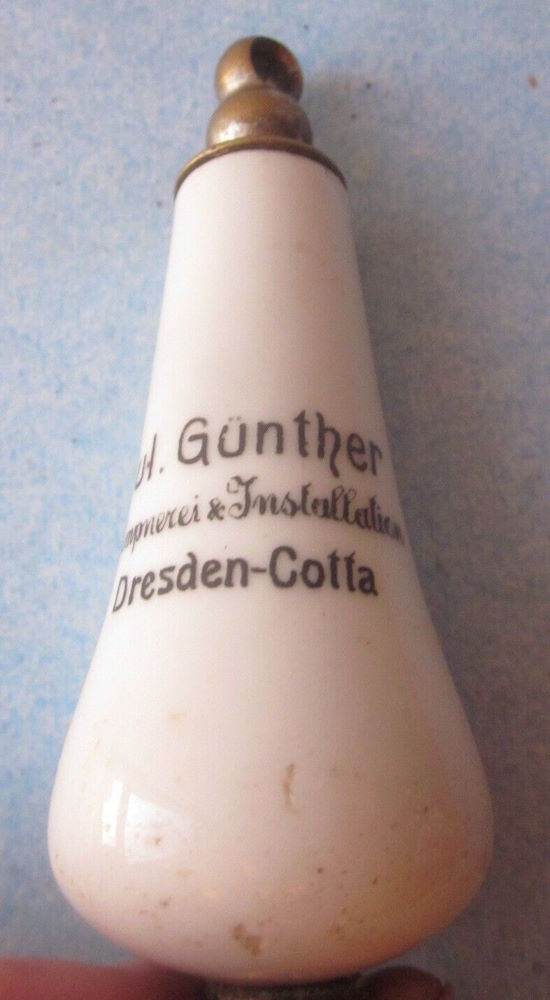 Günther
& Installation
Dresden-Cotta